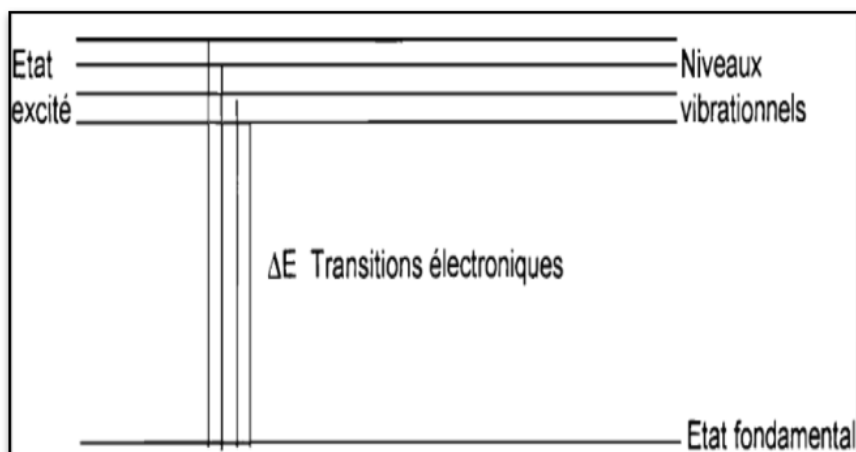 Etat
excité
Niveaux
vibrationnels
ΔE Transitions électroniques
Etat fondamental